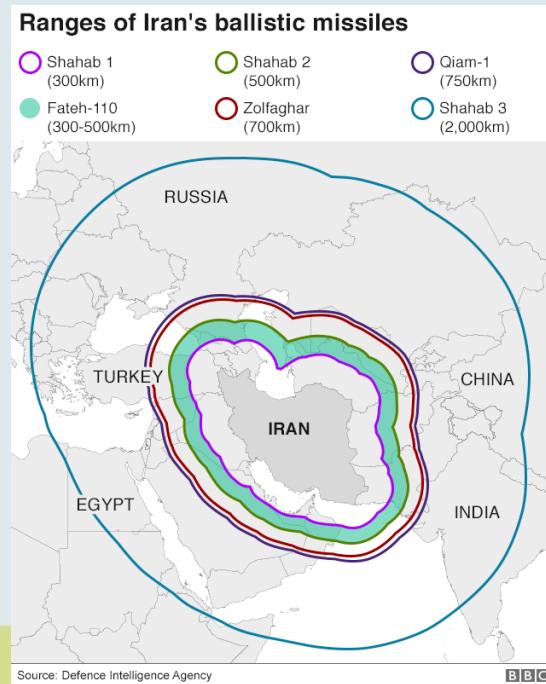 Ranges of Iran's ballistic missiles
Shahab 1
(300km)
Shahab 2
(500km)
Qiam-1
(750km)
Fateh-110
(300-500km)
Zolfaghar
(700km)
Shahab 3
(2,000km)
RUSSIA
TURKEY
CHINA
IRAN
EGYPT
INDIA
Source: Defence Intelligence Agency
BBC